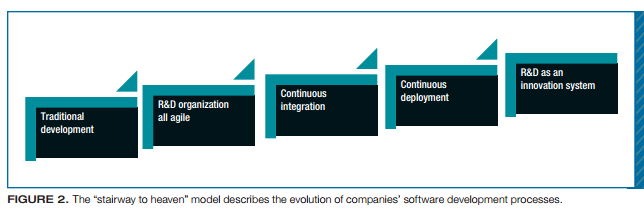 Traditional
development
R&D organization
all agile
Continuous
integration
Continuous
deployment
R&D as an
innovation system
FIGURE 2. The “stairway to heaven” model describes the evolution of companies’ software development processes.